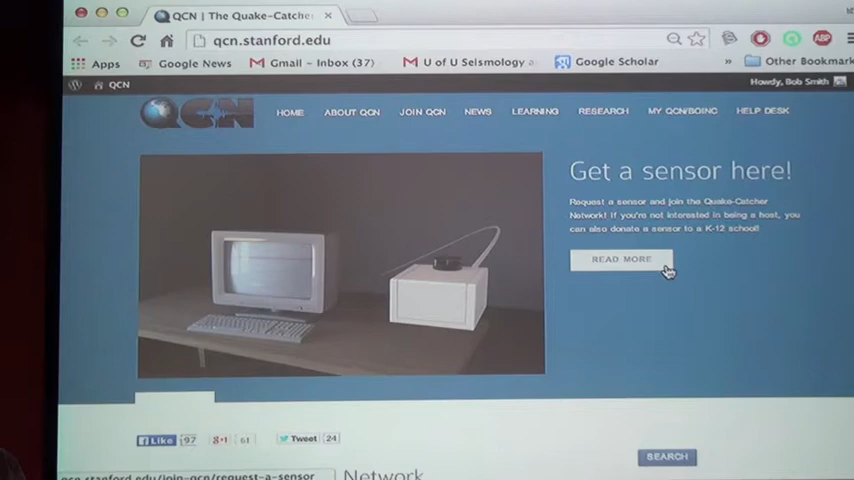 QCN | The Quake-Catche
qcn.stanford.edu
ABP
Apps
Google News
Gmail - Inbox (37)
U of U Seismology a
Google Scholar
»
Other Bookmark
QCN
Howdy, Bob Smith
QCN
HOME
ABOUT QCN
JOIN QCN
NEWS
LEARNING
RESEARCH
MY QCN/BOINC
HELP DESK
Get a sensor here!
Request a sensor and join the Quake-Catcher
Network! If you're not interested in being a host, you
can also donate a sensor to a K-12 school!
READ MORE
Like 97
g+1 61
Tweet 24
SEARCH
qcn.stanford.edu/join-qcn/request-a-sensor
Network